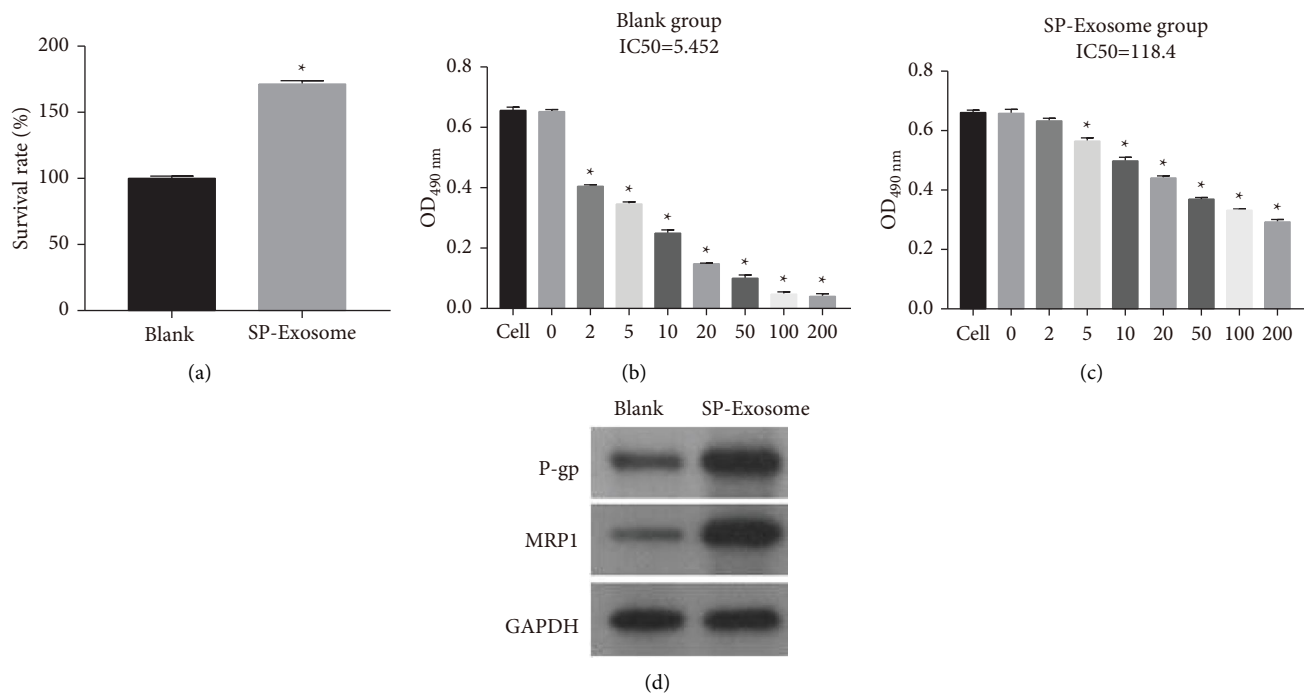 200
150
100
50
0
Survival rate (%)
*
Blank SP-Exosome
(a)
Blank group
IC50=5.452
0.8
0.6
0.4
0.2
0.0
OD490 nm
* * * * * * *
Cell 0 2 5 10 20 50 100 200
(b)
SP-Exosome group
IC50=118.4
0.8
0.6
0.4
0.2
0.0
OD490 nm
* * * * * *
Cell 0 2 5 10 20 50 100 200
(c)
Blank SP-Exosome
P-gp
MRP1
GAPDH
(d)